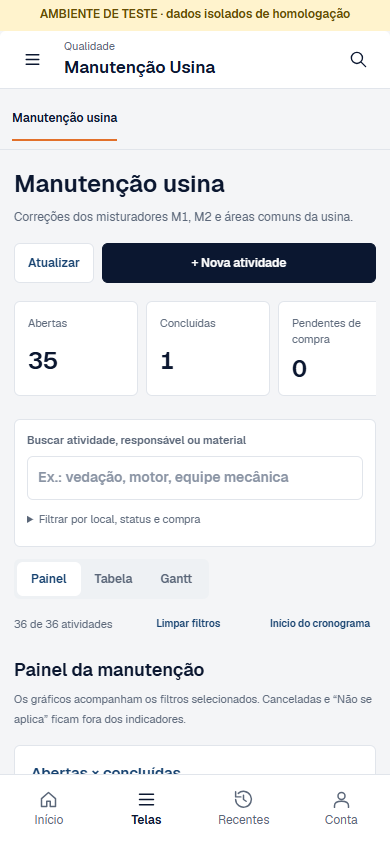 AMBIENTE DE TESTE · dados isolados de homologação
Qualidade
Manutenção Usina
Manutenção usina
Manutenção usina
Correções dos misturadores M1, M2 e áreas comuns da usina.
Atualizar
+ Nova atividade
Abertas
35
Concluídas
1
Pendentes de
compra
0
Buscar atividade, responsável ou material
Ex.: vedação, motor, equipe mecânica
Filtrar por local, status e compra
Painel
Tabela
Gantt
36 de 36 atividades
Limpar filtros
Início do cronograma
Painel da manutenção
Os gráficos acompanham os filtros selecionados. Canceladas e “Não se
aplica” ficam fora dos indicadores.
Abertas × concluídas
Início
Telas
Recentes
Conta